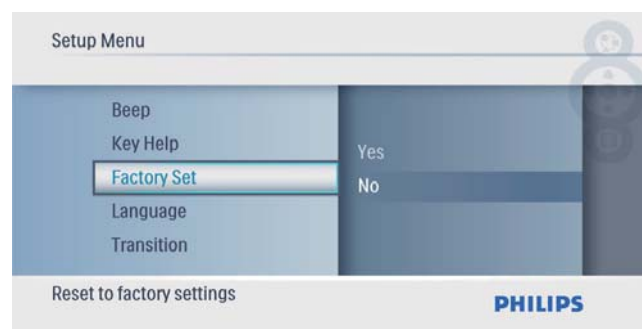 Setup Menu
Beep
Key Help
Factory Set
Language
Transition
Yes
No
Reset to factory settings
PHILIPS